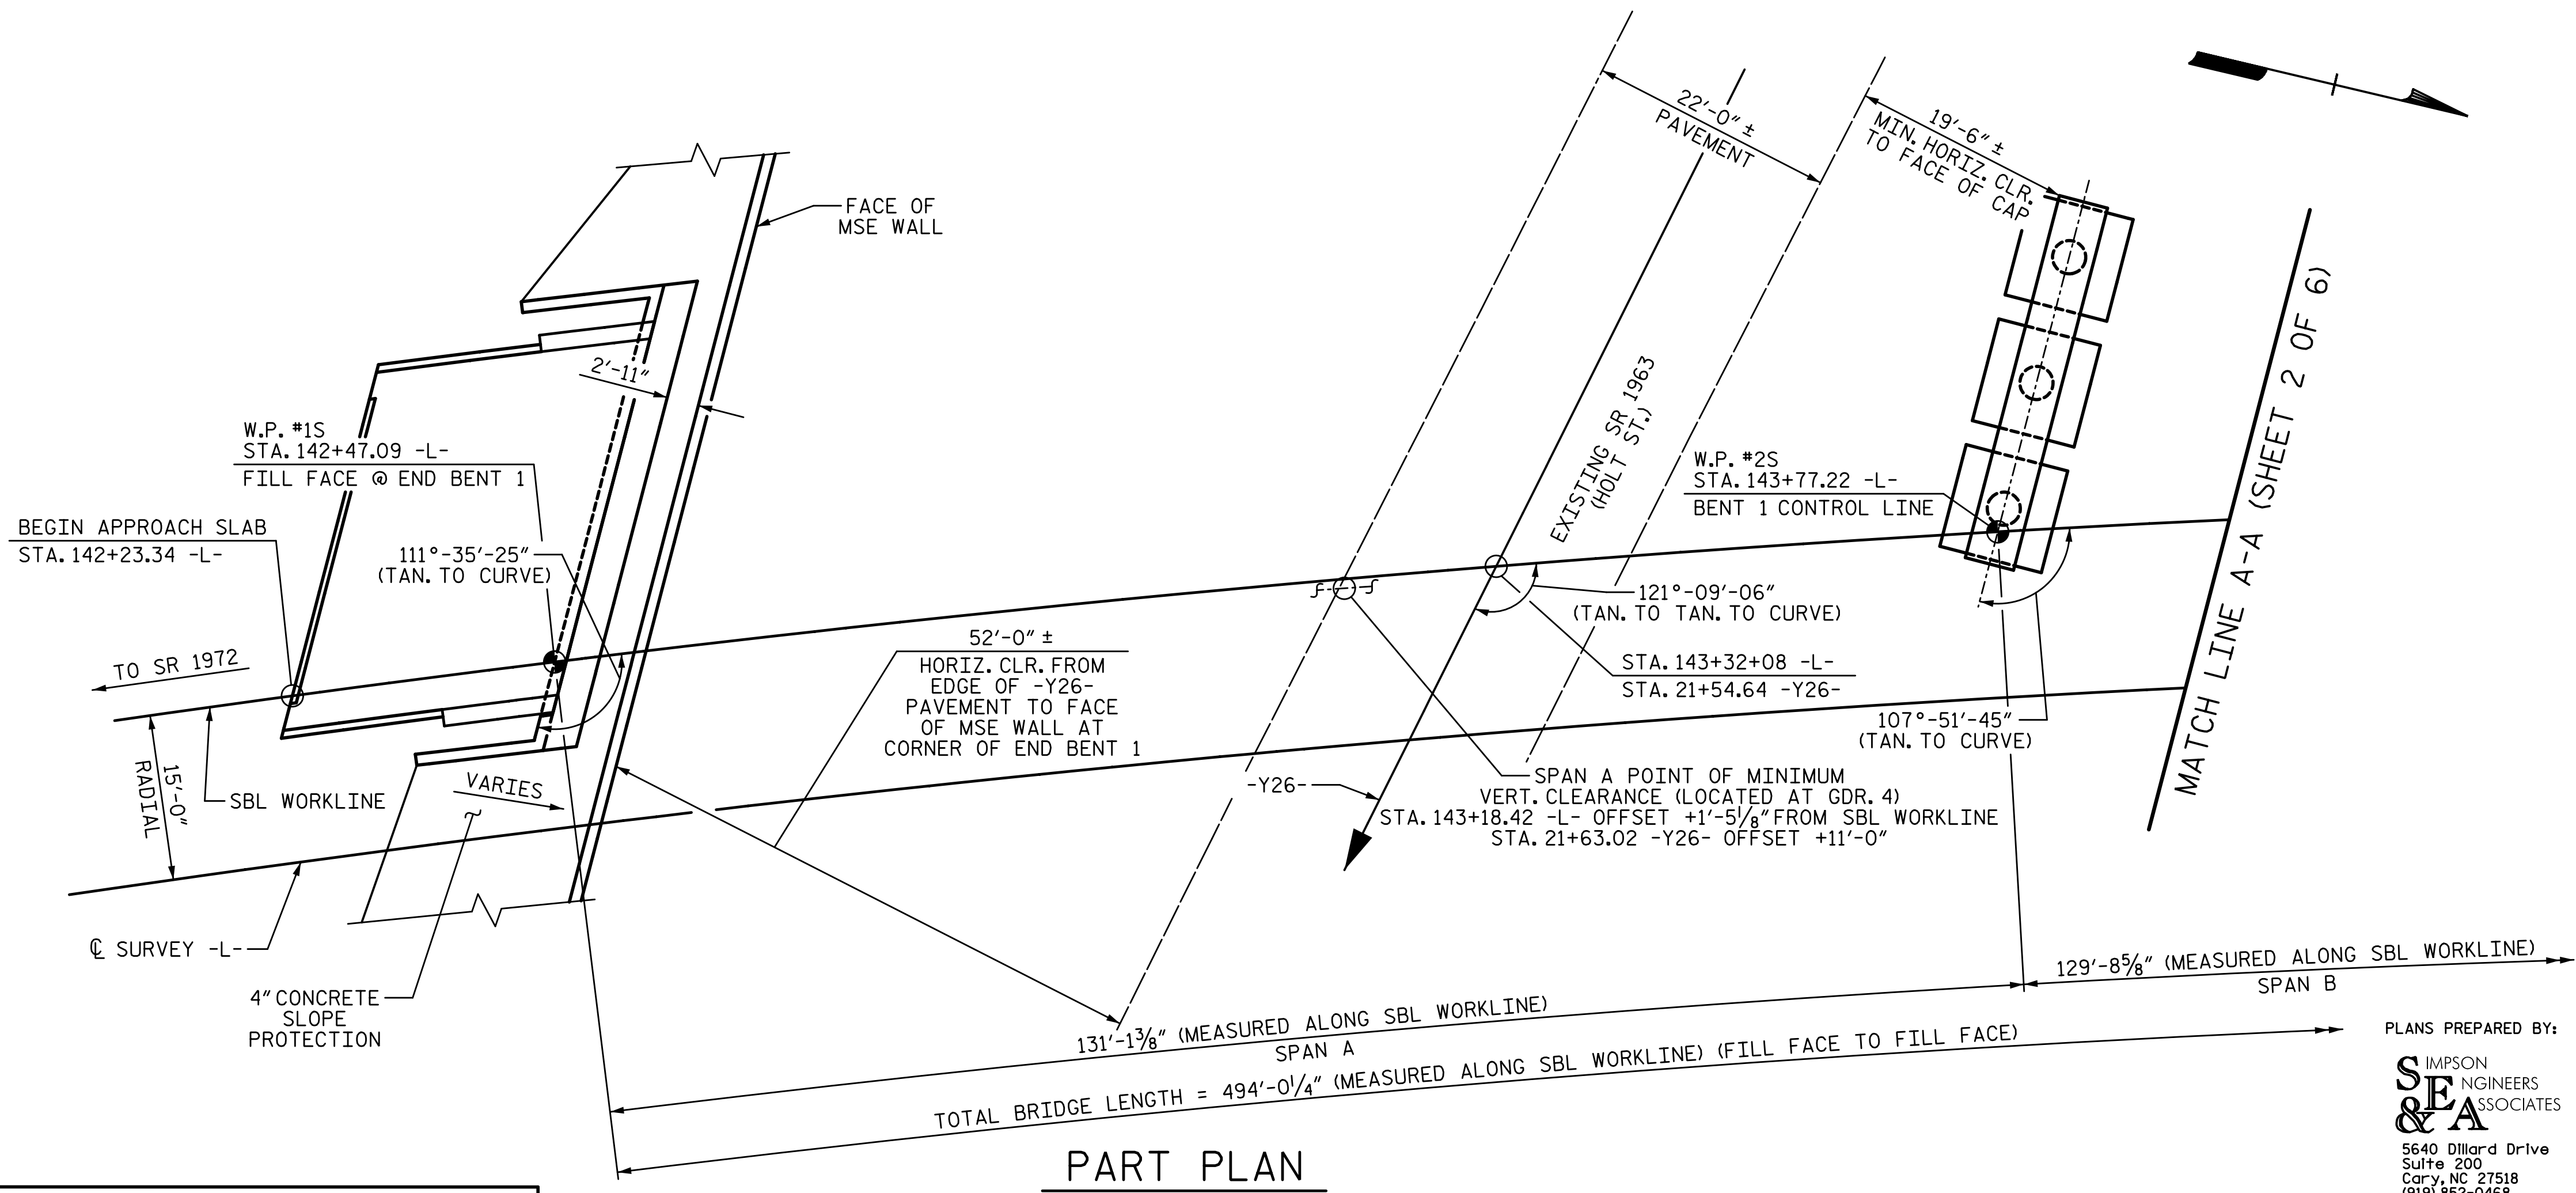 22'-0" ±
PAVEMENT
19'-6" ±
MIN. HORIZ. CLR.
TO FACE OF CAP
FACE OF
MSE WALL
2'-11"
W.P. #1S
STA. 142+47.09 -L-
FILL FACE @ END BENT 1
BEGIN APPROACH SLAB
STA. 142+23.34 -L-
111°-35'-25"
(TAN. TO CURVE)
EXISTING SR 1963
(HOLT ST.)
W.P. #2S
STA. 143+77.22 -L-
BENT 1 CONTROL LINE
MATCH LINE A-A (SHEET 2 OF 6)
TO SR 1972
52'-0" ±
HORIZ. CLR. FROM
EDGE OF -Y26-
PAVEMENT TO FACE
OF MSE WALL AT
CORNER OF END BENT 1
121°-09'-06"
(TAN. TO TAN. TO CURVE)
STA. 143+32+08 -L-
STA. 21+54.64 -Y26-
107°-51'-45"
(TAN. TO CURVE)
15'-0"
RADIAL
SBL WORKLINE
VARIES
-Y26-
SPAN A POINT OF MINIMUM
VERT. CLEARANCE (LOCATED AT GDR. 4)
STA. 143+18.42 -L- OFFSET +1'-5⅛" FROM SBL WORKLINE
STA. 21+63.02 -Y26- OFFSET +11'-0"
℄ SURVEY -L-
4" CONCRETE
SLOPE
PROTECTION
131'-1⅜" (MEASURED ALONG SBL WORKLINE)
SPAN A
129'-8⅝" (MEASURED ALONG SBL WORKLINE)
SPAN B
TOTAL BRIDGE LENGTH = 494'-0¼" (MEASURED ALONG SBL WORKLINE) (FILL FACE TO FILL FACE)
PART PLAN
PLANS PREPARED BY:
SIMPSON
ENGINEERS
& ASSOCIATES
5640 Dillard Drive
Suite 200
Cary, NC 27518
(919) 852-0468